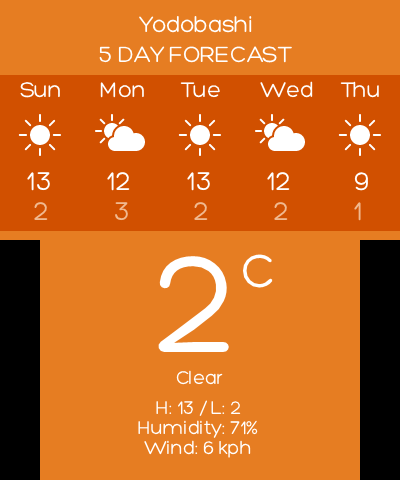 Yodobashi
5 DAY FORECAST
Sun Mon Tue Wed Thu
13 12 13 12 9
2 3 2 2 1
2 C
Clear
H: 13 / L: 2
Humidity: 71%
Wind: 6 kph